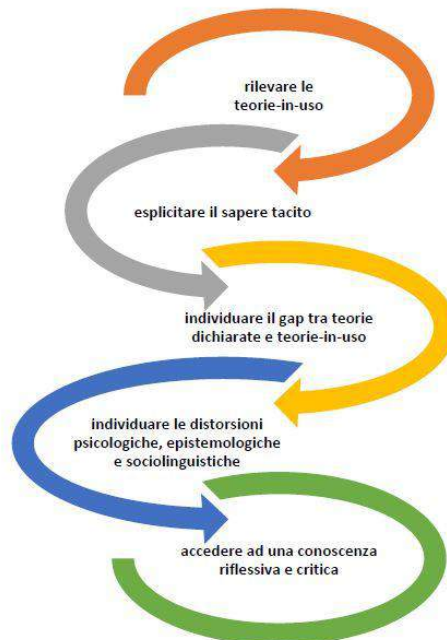 rilevare le
teorie-in-uso
esplicitare il sapere tacito
individuare il gap tra teorie
dichiarate e teorie-in-uso
individuare le distorsioni
psicologiche, epistemologiche
e sociolinguistiche
accedere ad una conoscenza
riflessiva e critica